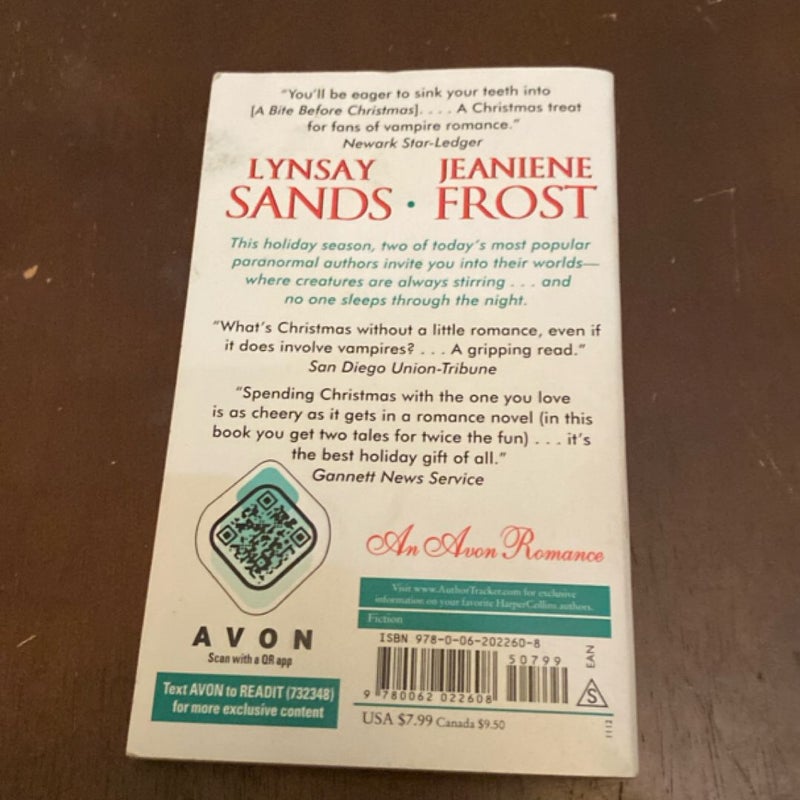 "You'll be eager to sink your teeth into
[A Bite Before Christmas]. . . . A Christmas treat
for fans of vampire romance."
Newark Star-Ledger
LYNSAY JEANIENE
SANDS • FROST
This holiday season, two of today's most popular
paranormal authors invite you into their worlds—
where creatures are always stirring . . . and
no one sleeps through the night.
"What's Christmas without a little romance, even if
it does involve vampires? . . . A gripping read."
San Diego Union-Tribune
"Spending Christmas with the one you love
is as cheery as it gets in a romance novel (in this
book you get two tales for twice the fun) . . . it's
the best holiday gift of all."
Gannett News Service
An Avon Romance
Visit www.AuthorTracker.com for exclusive
information on your favorite HarperCollins authors.
Fiction
ISBN 978-0-06-202260-8
50799
EAN
9 780062 022608
S
USA $7.99 Canada $9.50
1112
AVON
Scan with a QR app
Text AVON to READIT (732348)
for more exclusive content